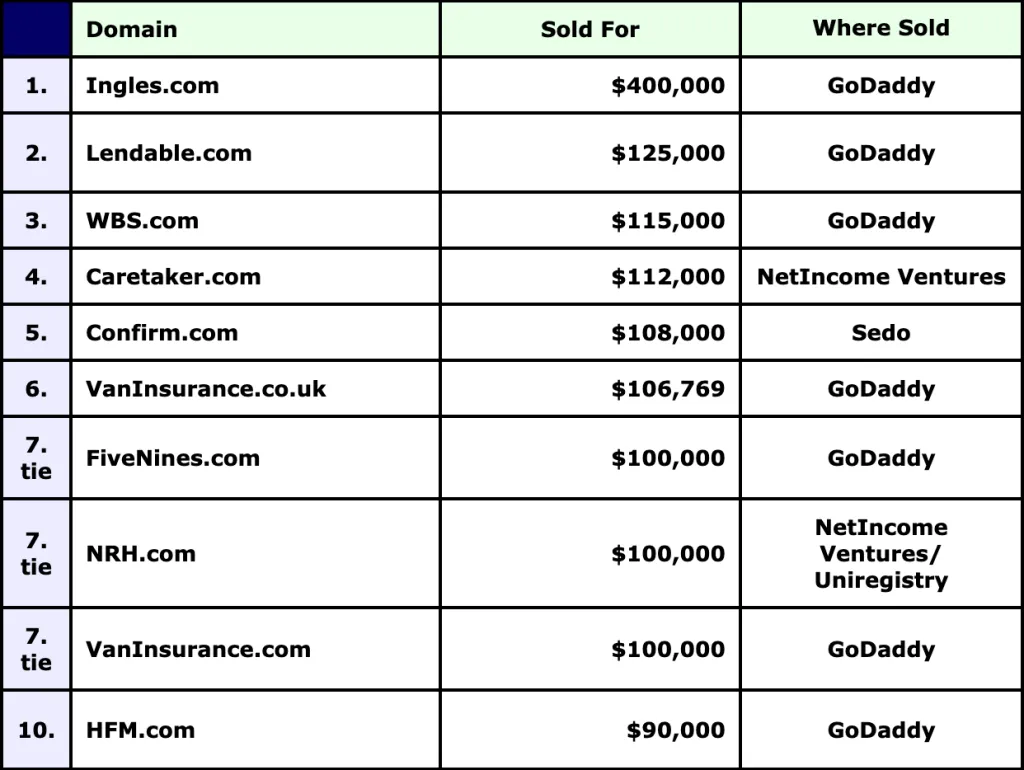 Domain Sold For Where Sold
1. Ingles.com $400,000 GoDaddy
2. Lendable.com $125,000 GoDaddy
3. WBS.com $115,000 GoDaddy
4. Caretaker.com $112,000 NetIncome Ventures
5. Confirm.com $108,000 Sedo
6. VanInsurance.co.uk $106,769 GoDaddy
7.
tie
FiveNines.com $100,000 GoDaddy
7.
tie
NRH.com $100,000
NetIncome
Ventures/
Uniregistry
7.
tie
VanInsurance.com $100,000 GoDaddy
10. HFM.com $90,000 GoDaddy